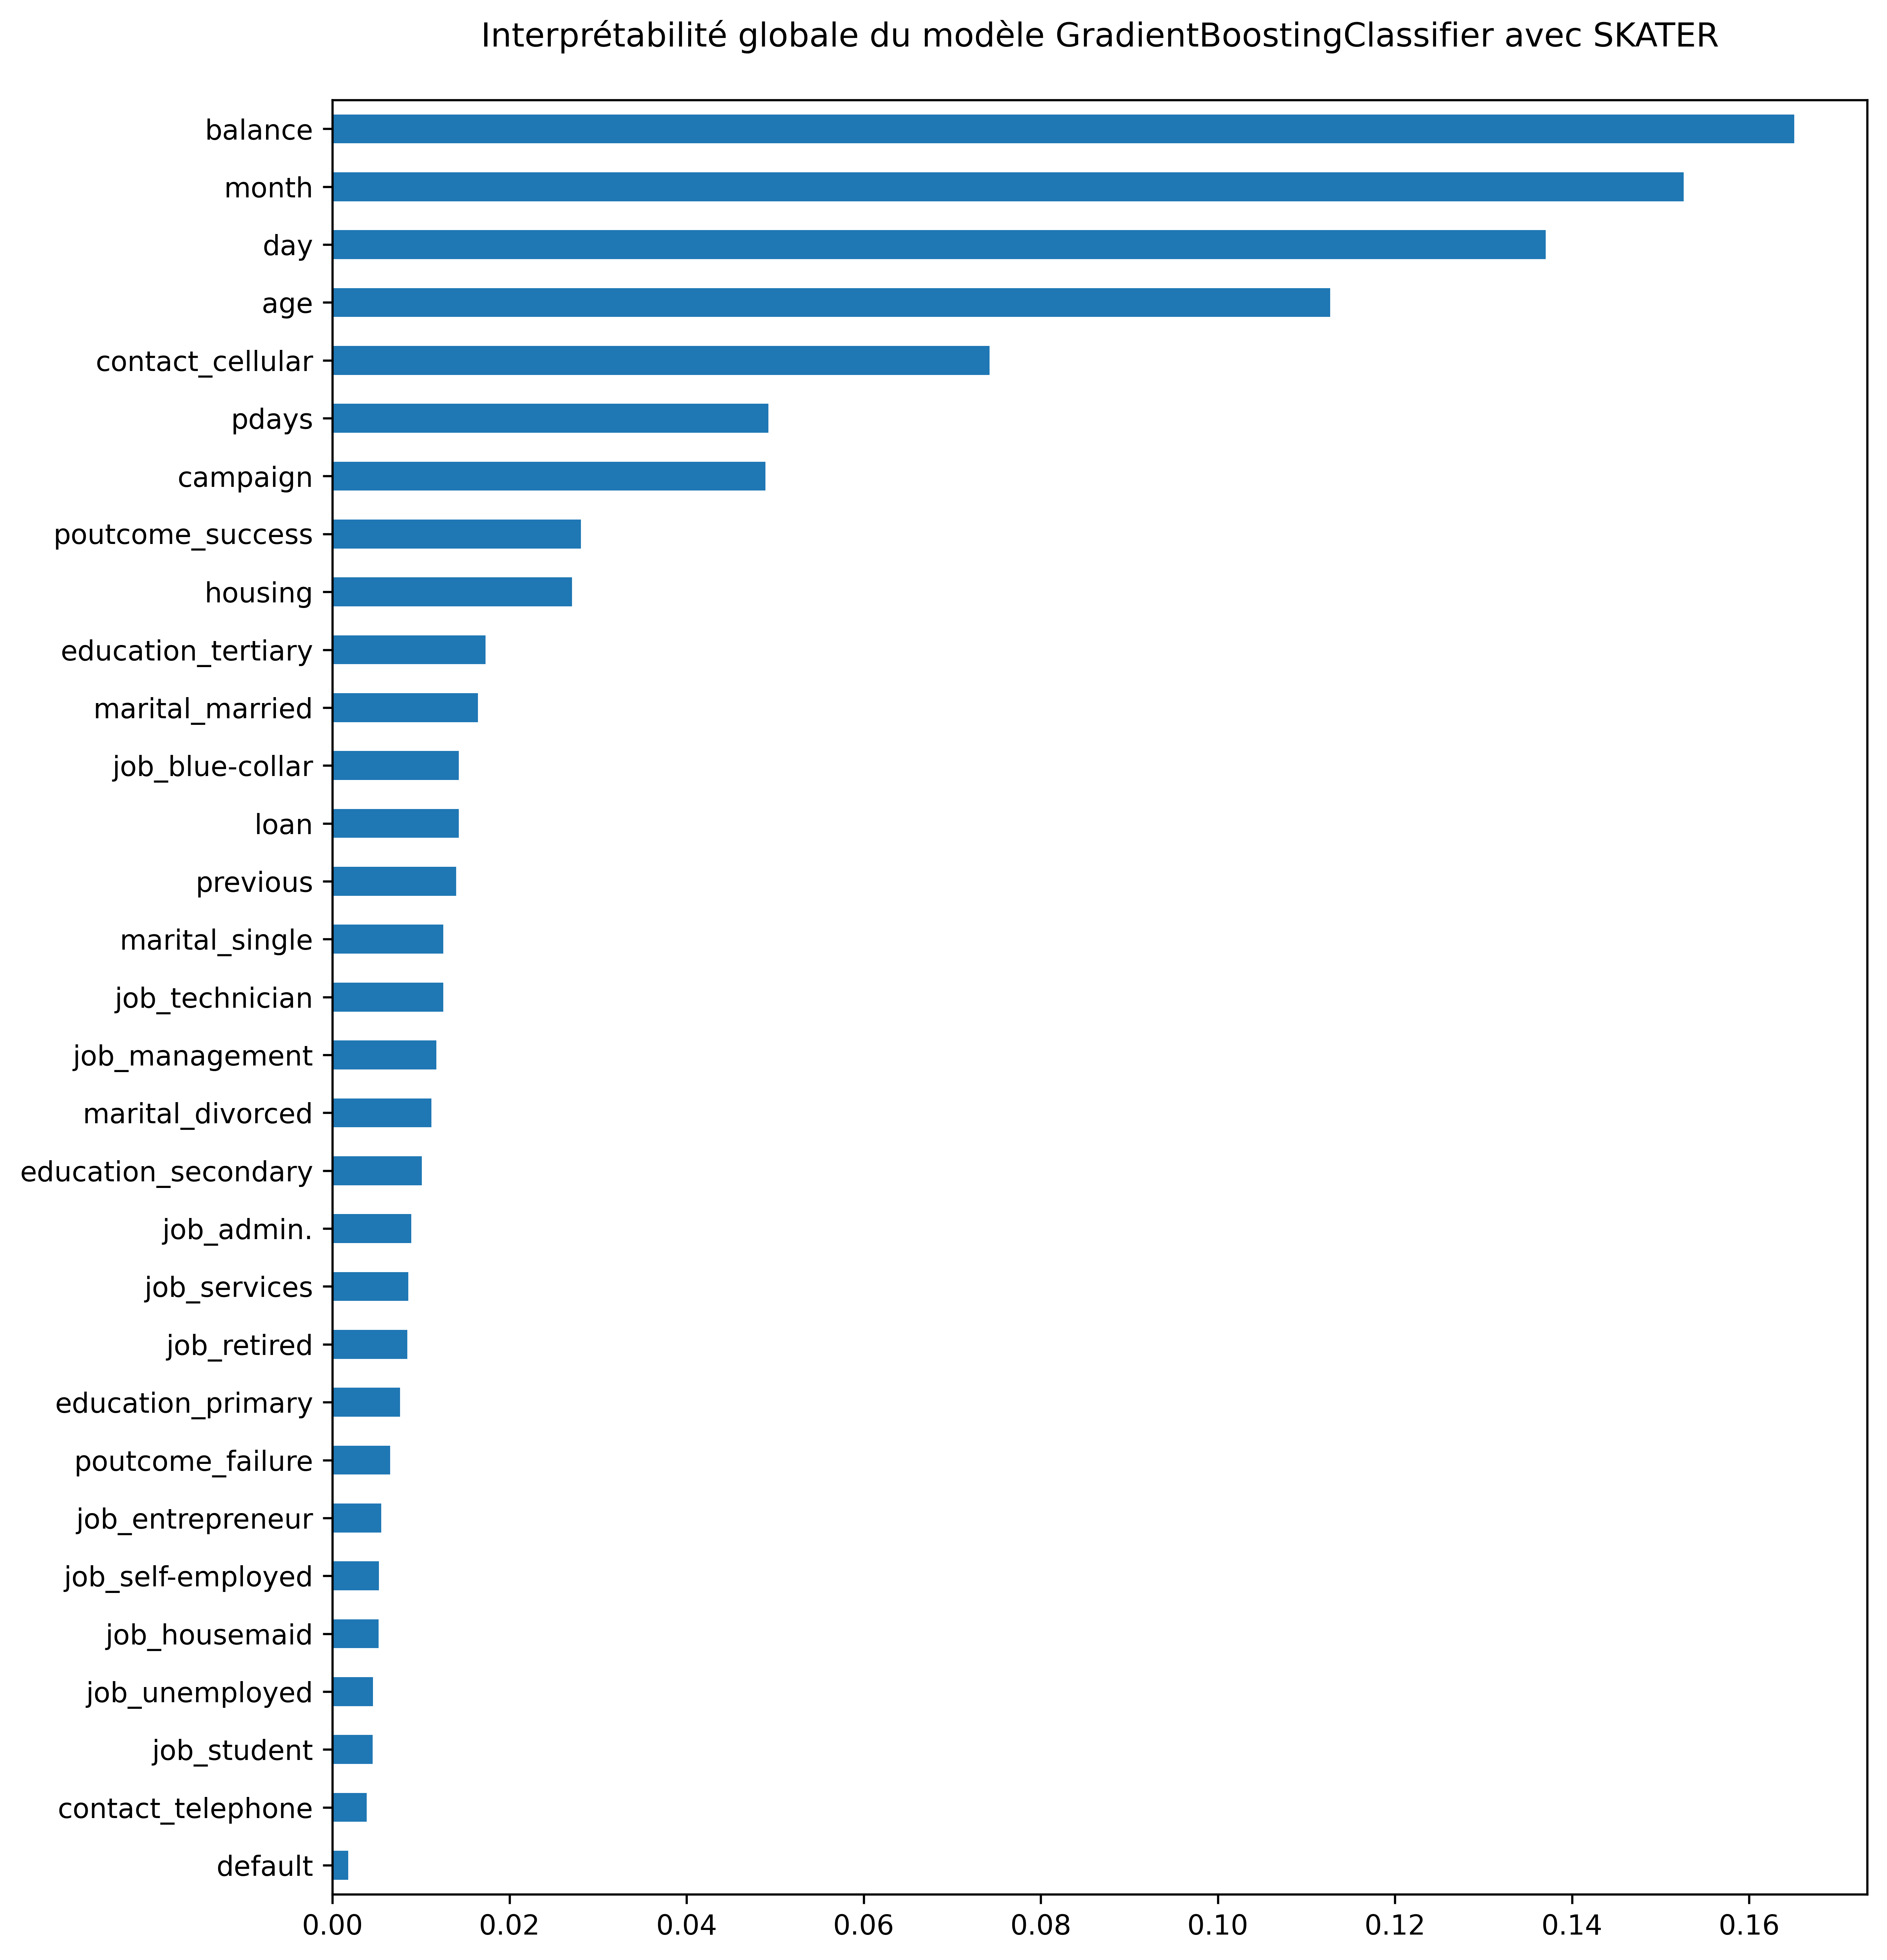 Interprétabilité globale du modèle GradientBoostingClassifier avec SKATER
balance
month
day
age
contact_cellular
pdays
campaign
poutcome_success
housing
education_tertiary
marital_married
job_blue-collar
loan
previous
marital_single
job_technician
job_management
marital_divorced
education_secondary
job_admin.
job_services
job_retired
education_primary
poutcome_failure
job_entrepreneur
job_self-employed
job_housemaid
job_unemployed
job_student
contact_telephone
default
0.00 0.02 0.04 0.06 0.08 0.10 0.12 0.14 0.16